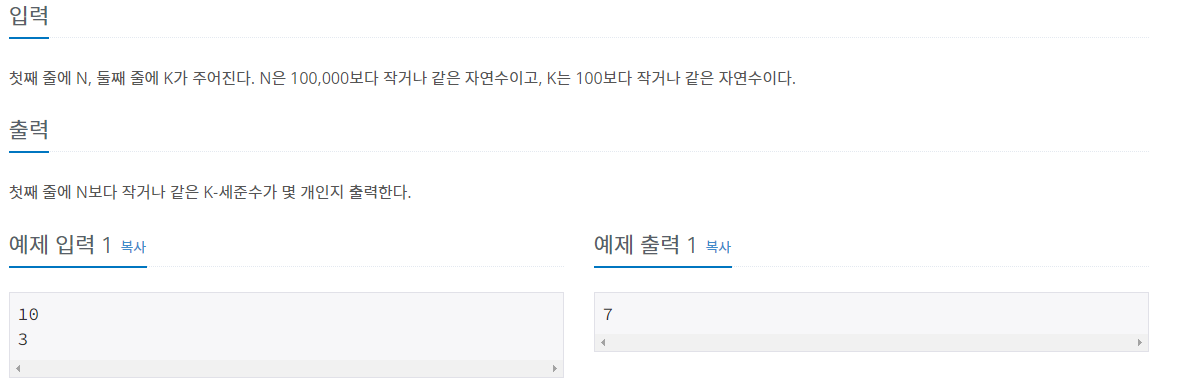 입력
첫째 줄에 N, 둘째 줄에 K가 주어진다. N은 100,000보다 작거나 같은 자연수이고, K는 100보다 작거나 같은 자연수이다.
출력
첫째 줄에 N보다 작거나 같은 K-세준수가 몇 개인지 출력한다.
예제 입력 1 복사
10
3
예제 출력 1 복사
7